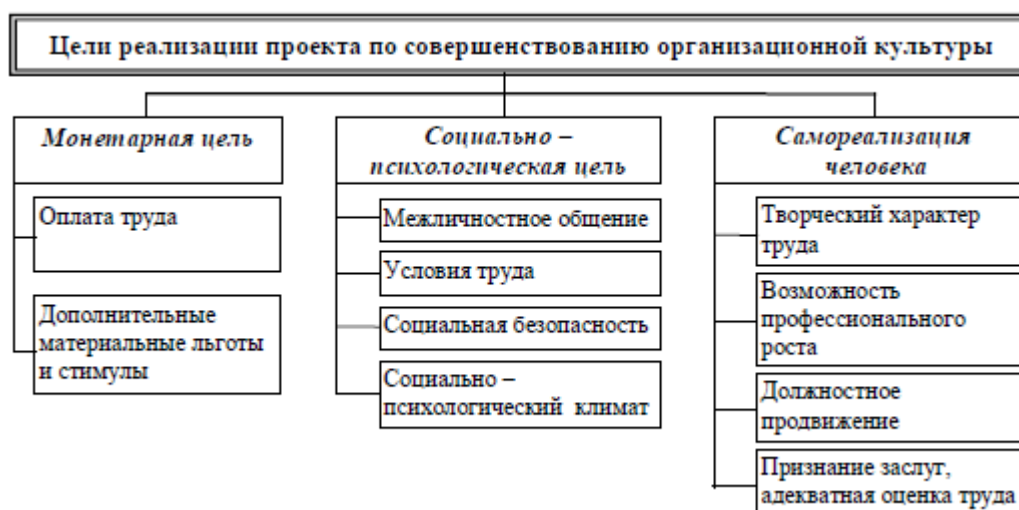 Цели реализации проекта по совершенствованию организационной культуры
Монетарная цель
Оплата труда
Дополнительные
материальные льготы
и стимулы
Социально –
психологическая цель
Межличностное общение
Условия труда
Социальная безопасность
Социально –
психологический климат
Самореализация
человека
Творческий характер
труда
Возможность
профессионального
роста
Должностное
продвижение
Признание заслуг,
адекватная оценка труда